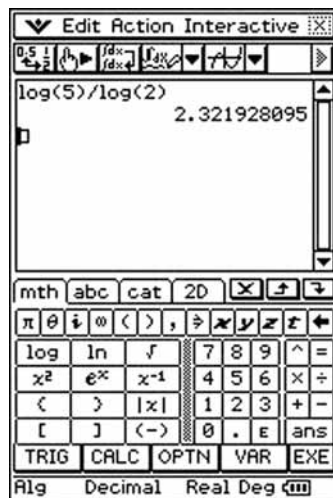 Edit Action Interactive
log(5)/log(2)
2.321928095
mth abc cat 2D
π θ i ∞ ( ) , ⇒ x y z t ←
log ln √ 7 8 9 ^ =
x² eˣ x⁻¹ 4 5 6 × ÷
( ) |x| 1 2 3 + −
[ ] (−) 0 . E ans
TRIG CALC OPTN VAR EXE
Alg Decimal Real Deg